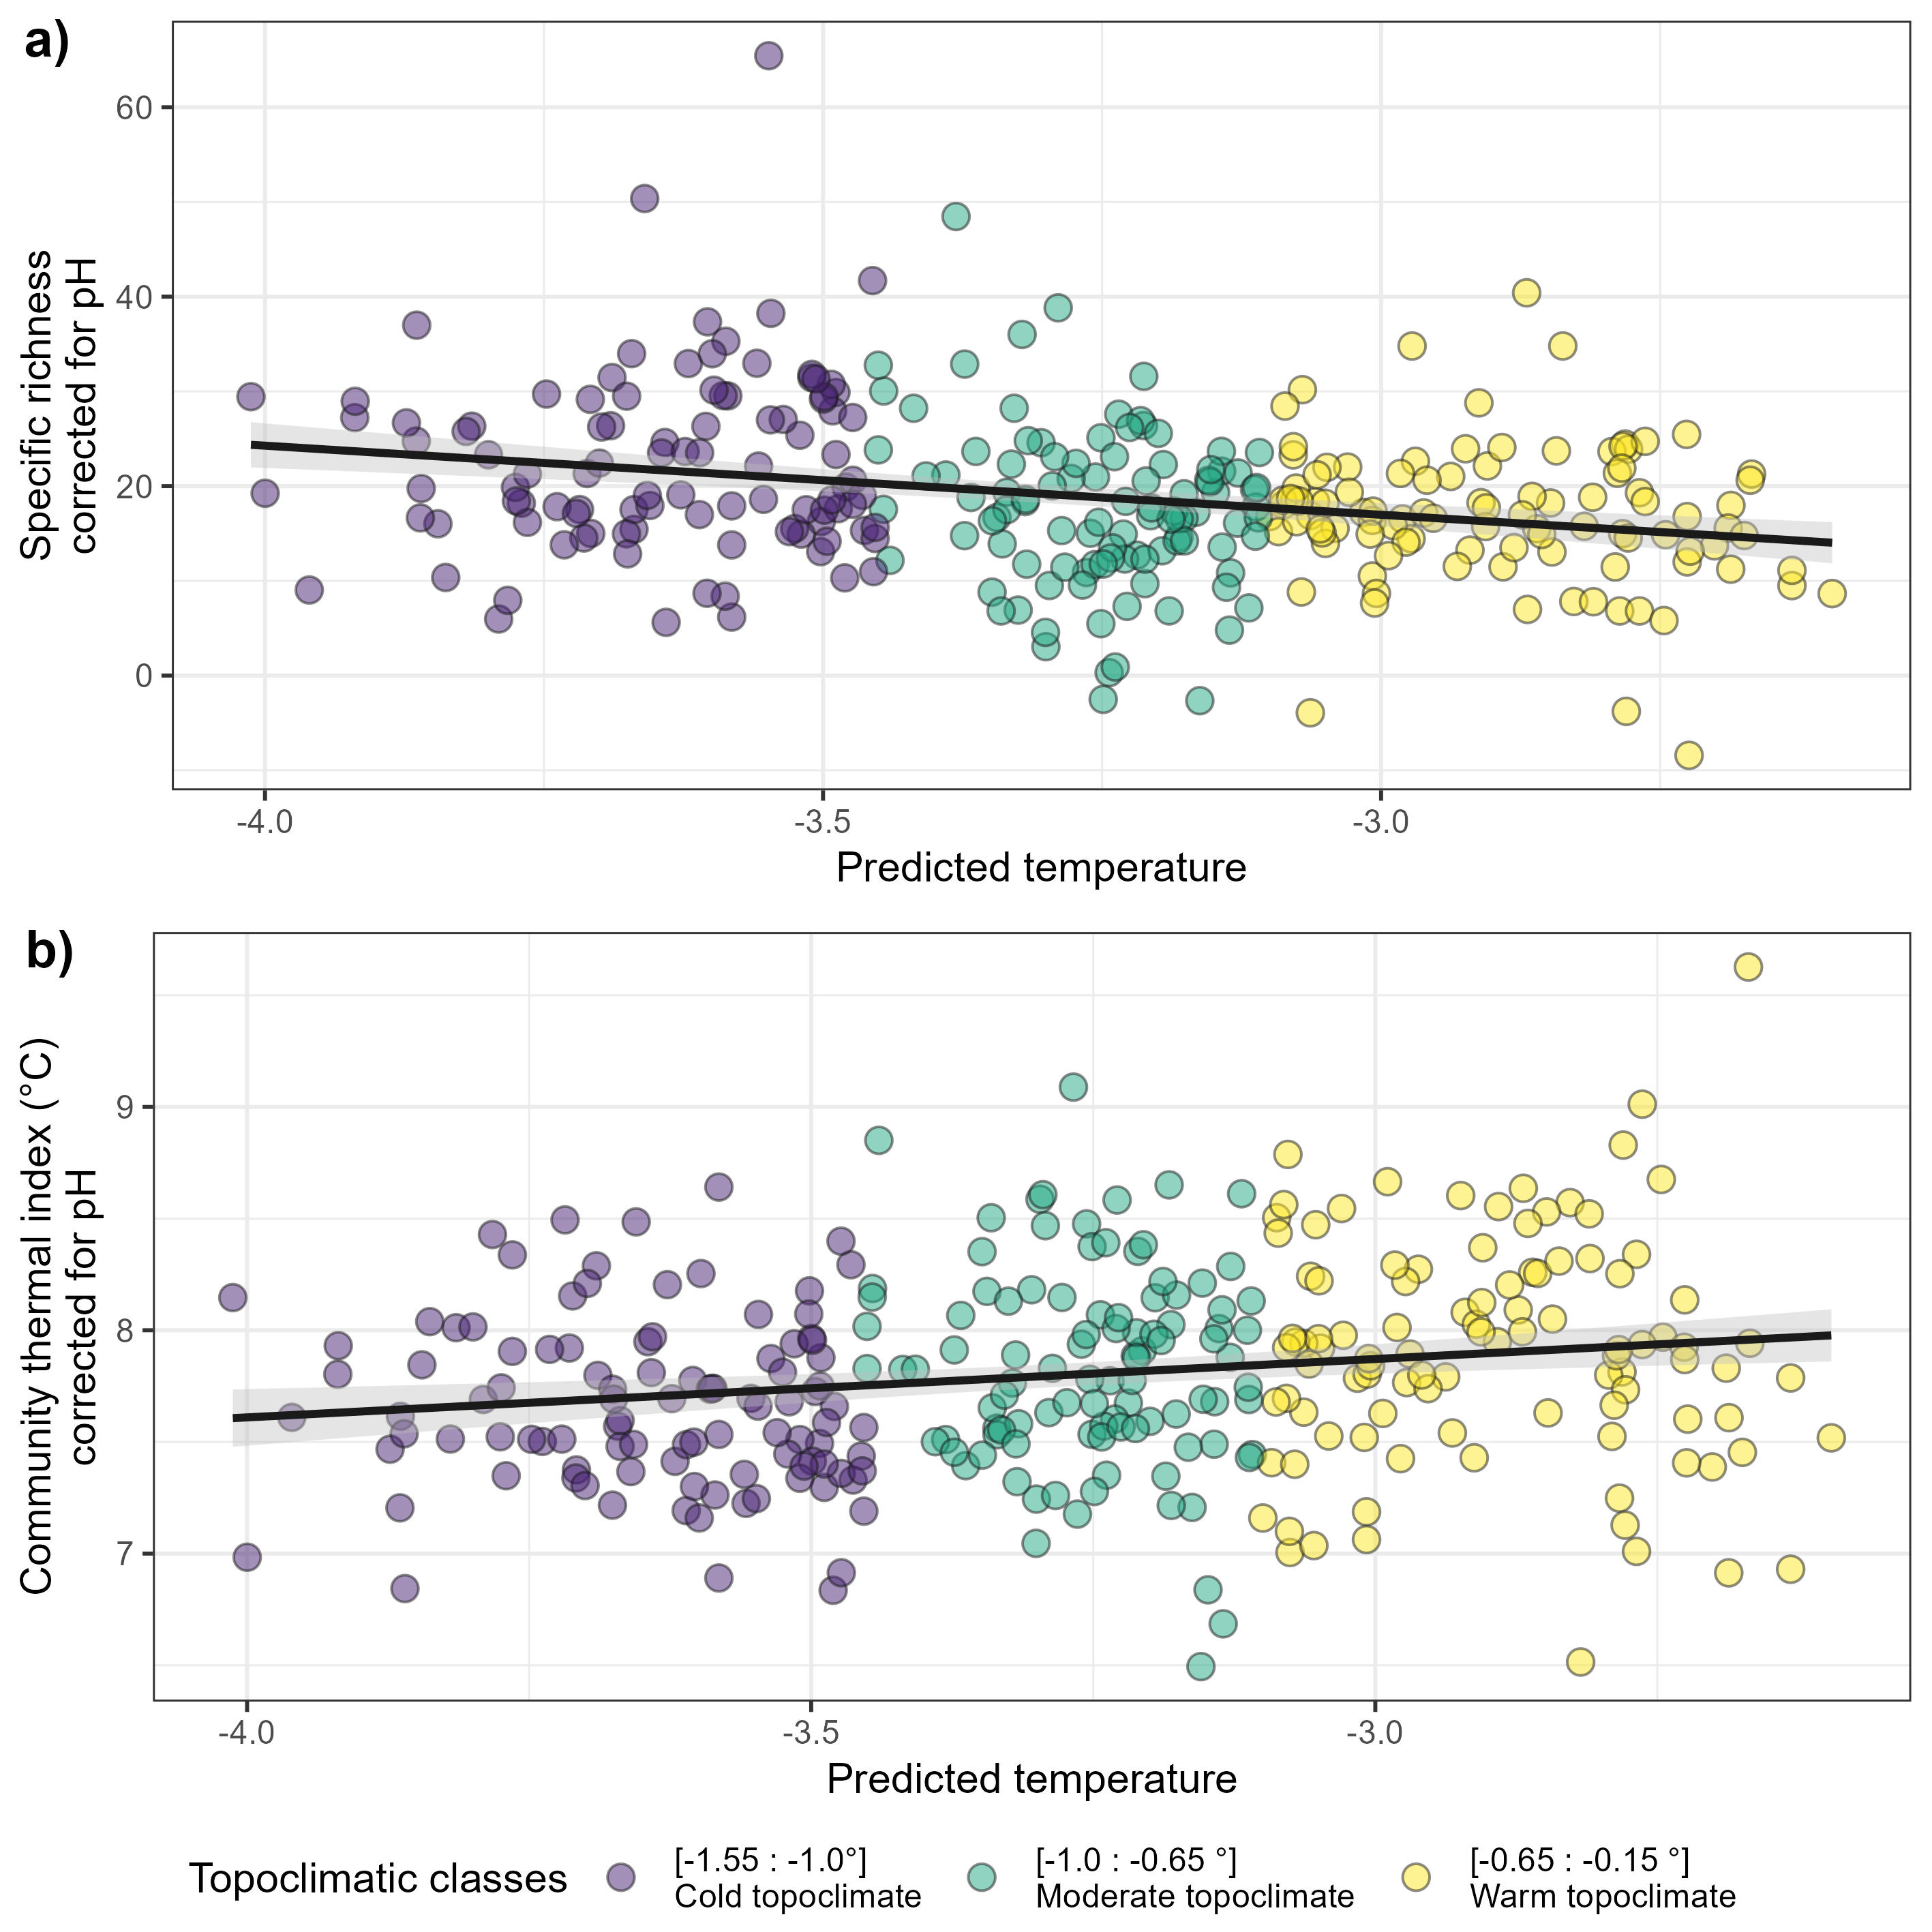 a)
Specific richness
corrected for pH
60
40
20
0
-4.0
-3.5
-3.0
Predicted temperature
b)
Community thermal index (°C)
corrected for pH
9
8
7
-4.0
-3.5
-3.0
Predicted temperature
Topoclimatic classes
[-1.55 : -1.0°]
Cold topoclimate
[-1.0 : -0.65 °]
Moderate topoclimate
[-0.65 : -0.15 °]
Warm topoclimate